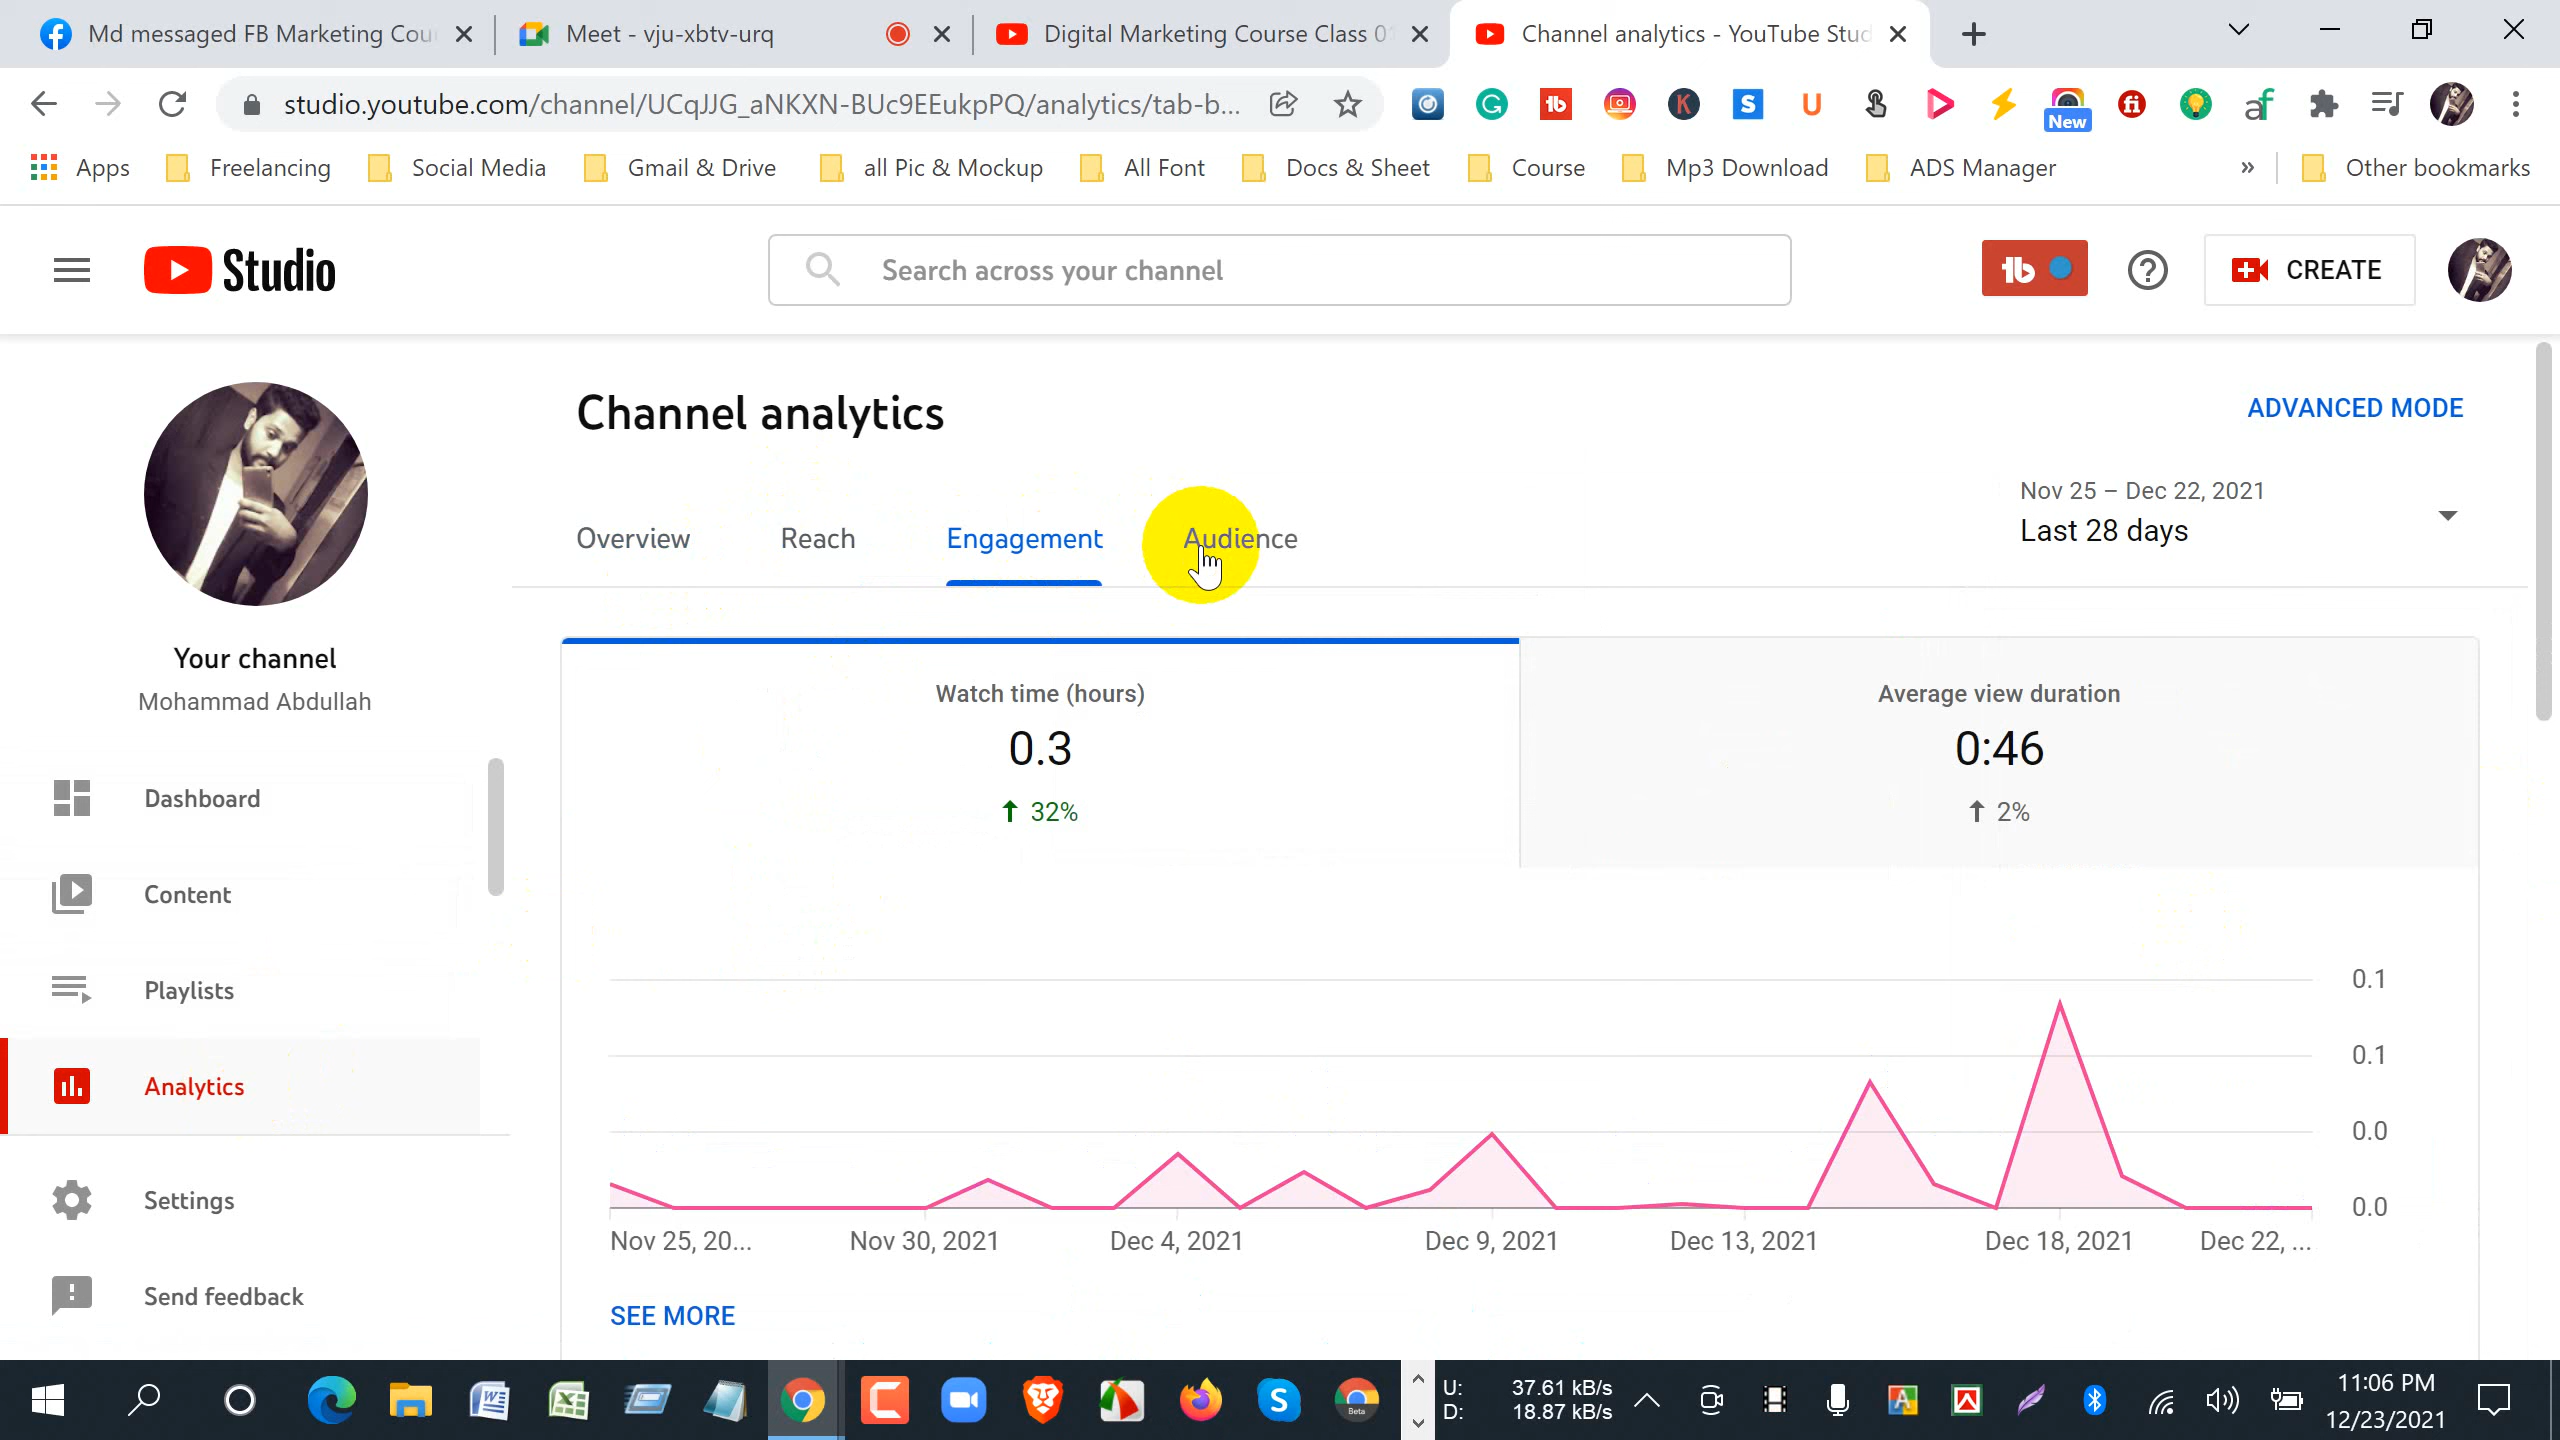 Md messaged FB Marketing Cou
Meet - vju-xbtv-urq
Digital Marketing Course Class 01
Channel analytics - YouTube Stud
studio.youtube.com/channel/UCqJJG_aNKXN-BUc9EEukpPQ/analytics/tab-b...
New
Apps
Freelancing
Social Media
Gmail & Drive
all Pic & Mockup
All Font
Docs & Sheet
Course
Mp3 Download
ADS Manager
»
Other bookmarks
Studio
Search across your channel
CREATE
Channel analytics
ADVANCED MODE
Overview
Reach
Engagement
Audience
Nov 25 – Dec 22, 2021
Last 28 days
Your channel
Mohammad Abdullah
Dashboard
Content
Playlists
Analytics
Settings
Send feedback
Watch time (hours)
0.3
32%
Average view duration
0:46
2%
0.1
0.1
0.0
0.0
Nov 25, 20...
Nov 30, 2021
Dec 4, 2021
Dec 9, 2021
Dec 13, 2021
Dec 18, 2021
Dec 22, ...
SEE MORE
U: 37.61 kB/s
D: 18.87 kB/s
11:06 PM
12/23/2021